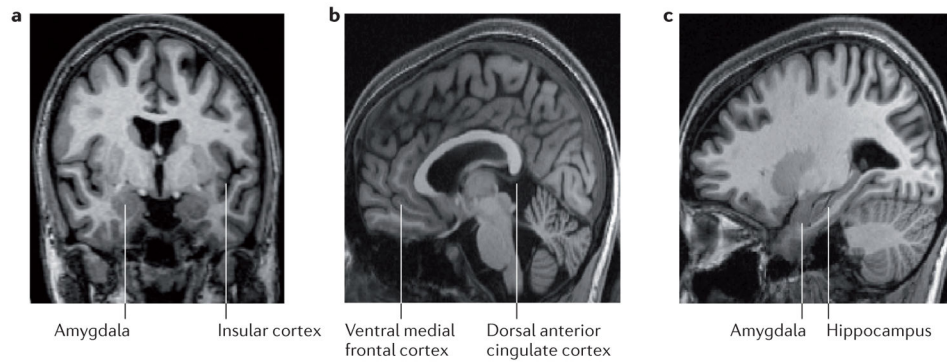 a
b
c
Amygdala
Insular cortex
Ventral medial
frontal cortex
Dorsal anterior
cingulate cortex
Amygdala
Hippocampus